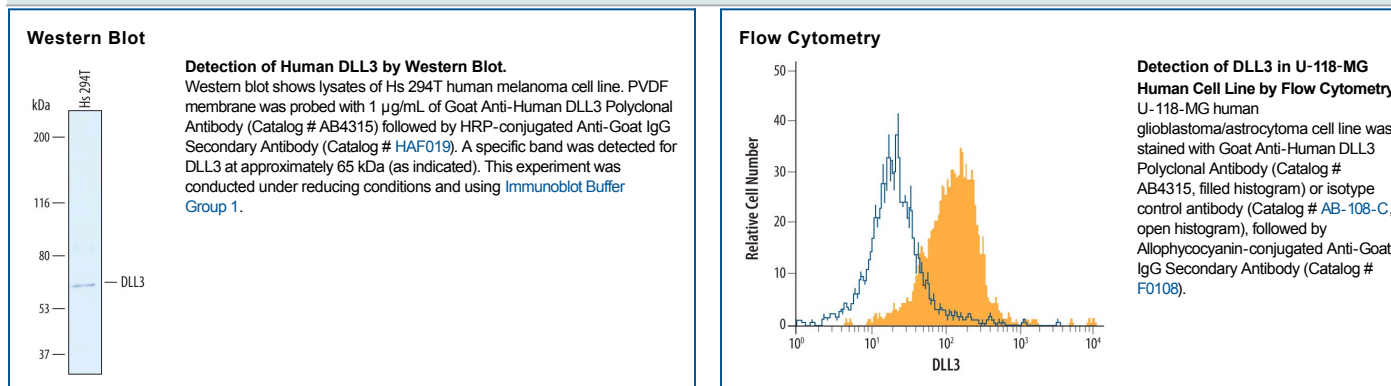 Western Blot
Hs 294T
kDa
200
116
80
53
37
DLL3
Detection of Human DLL3 by Western Blot.
Western blot shows lysates of Hs 294T human melanoma cell line. PVDF
membrane was probed with 1 µg/mL of Goat Anti-Human DLL3 Polyclonal
Antibody (Catalog # AB4315) followed by HRP-conjugated Anti-Goat IgG
Secondary Antibody (Catalog # HAF019). A specific band was detected for
DLL3 at approximately 65 kDa (as indicated). This experiment was
conducted under reducing conditions and using Immunoblot Buffer
Group 1.
Flow Cytometry
Relative Cell Number
50
40
30
20
10
0
10⁰ 10¹ 10² 10³ 10⁴
DLL3
Detection of DLL3 in U-118-MG
Human Cell Line by Flow Cytometry
U-118-MG human
glioblastoma/astrocytoma cell line was
stained with Goat Anti-Human DLL3
Polyclonal Antibody (Catalog #
AB4315, filled histogram) or isotype
control antibody (Catalog # AB-108-C,
open histogram), followed by
Allophycocyanin-conjugated Anti-Goat
IgG Secondary Antibody (Catalog #
F0108).